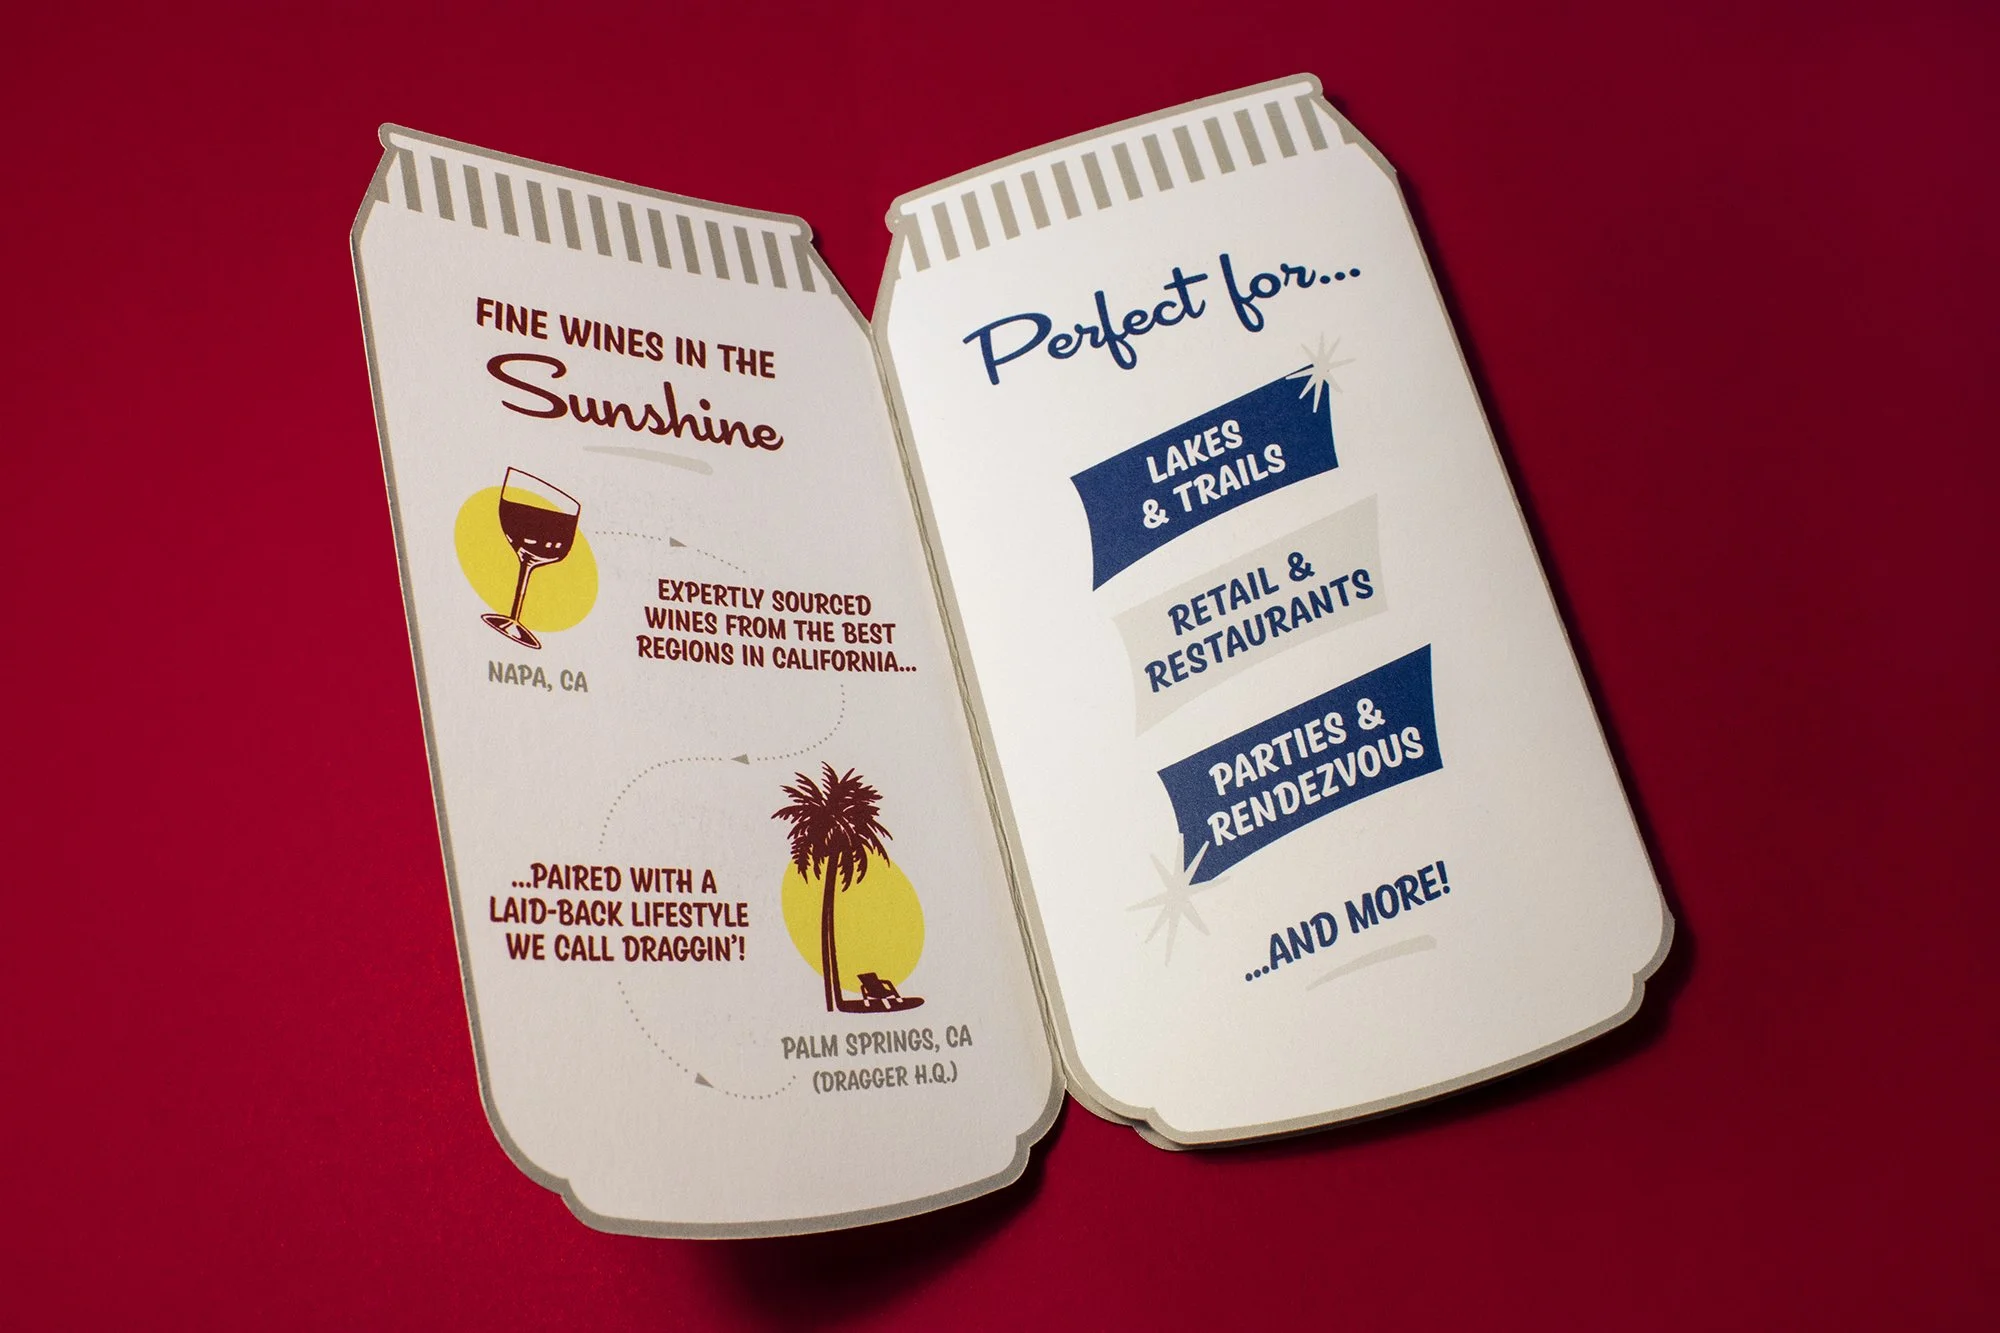 FINE WINES IN THE
Sunshine
NAPA, CA
EXPERTLY SOURCED
WINES FROM THE BEST
REGIONS IN CALIFORNIA...
...PAIRED WITH A
LAID-BACK LIFESTYLE
WE CALL DRAGGIN'!
PALM SPRINGS, CA
(DRAGGER H.Q.)
Perfect for...
LAKES
& TRAILS
RETAIL &
RESTAURANTS
PARTIES &
RENDEZVOUS
...AND MORE!